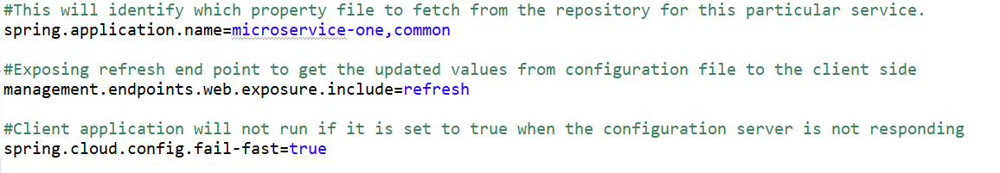 #This will identify which property file to fetch from the repository for this particular service.
spring.application.name=microservice-one,common
#Exposing refresh end point to get the updated values from configuration file to the client side
management.endpoints.web.exposure.include=refresh
#Client application will not run if it is set to true when the configuration server is not responding
spring.cloud.config.fail-fast=true